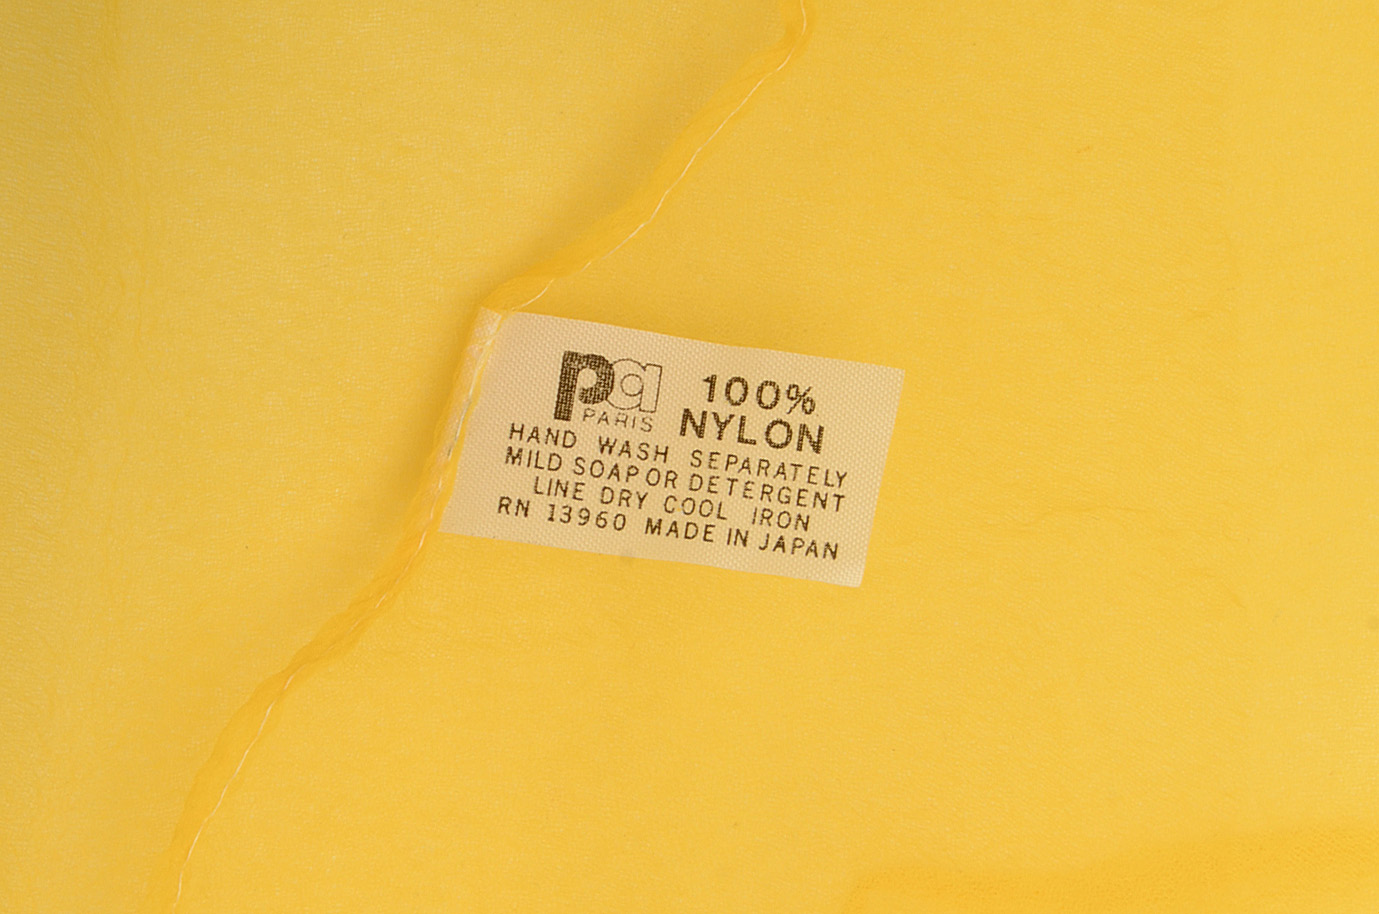 pa
PARIS
100%
NYLON
HAND WASH SEPARATELY
MILD SOAP OR DETERGENT
LINE DRY COOL IRON
RN 13960 MADE IN JAPAN